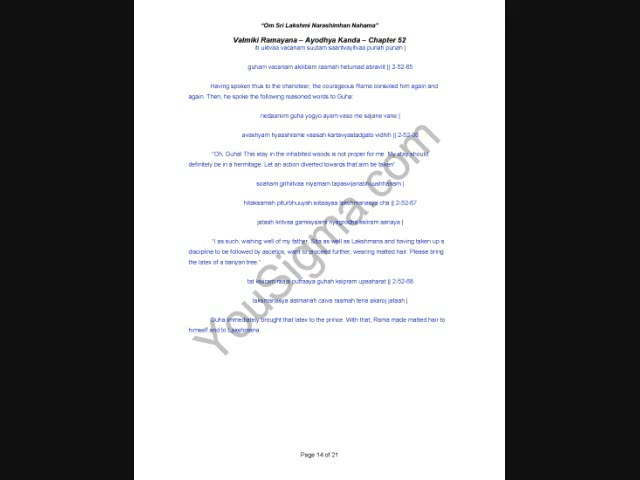 "Om Sri Lakshmi Narashimhan Nahama"
Valmiki Ramayana – Ayodhya Kanda – Chapter 52
iti uktvaa vacanam suutam saantvayitvaa punah punah |
guham vacanam akliibam raamah hetumad abraviit || 2-52-65
Having spoken thus to the charioteer, the courageous Rama consoled him again and
again. Then, he spoke the following reasoned words to Guha:
nedaaniim guha yogyo.ayam vaso me sajane vane |
avashyam hyaashrame vaasah kartavyastadgato vidhih || 2-52-66
"Oh, Guha! This stay in the inhabited woods is not proper for me. My stay should
definitely be in a hermitage. Let an action diverted towards that aim be taken"
soaham grihiitvaa niyamam tapasvijanabhuushhanam |
hitakaamah piturbhuuyah siitaayaa lakshmanasya cha || 2-52-67
jataah kritvaa gamisyaami nyagrodha ksiiram aanaya |
"I as such, wishing well of my father, Sita as well as Lakshmana and having taken up a
discipline to be followed by ascetics, want to proceed further, wearing matted hair. Please bring
the latex of a banyan tree."
tat ksiiram raaja putraaya guhah ksipram upaaharat || 2-52-68
laksmanasya aatmanah caiva raamah tena akaroj jataah |
Guha immediately brought that latex to the prince. With that, Rama made matted hair to
himself and to Lakshmana.
Page 14 of 21
YouSigma.com